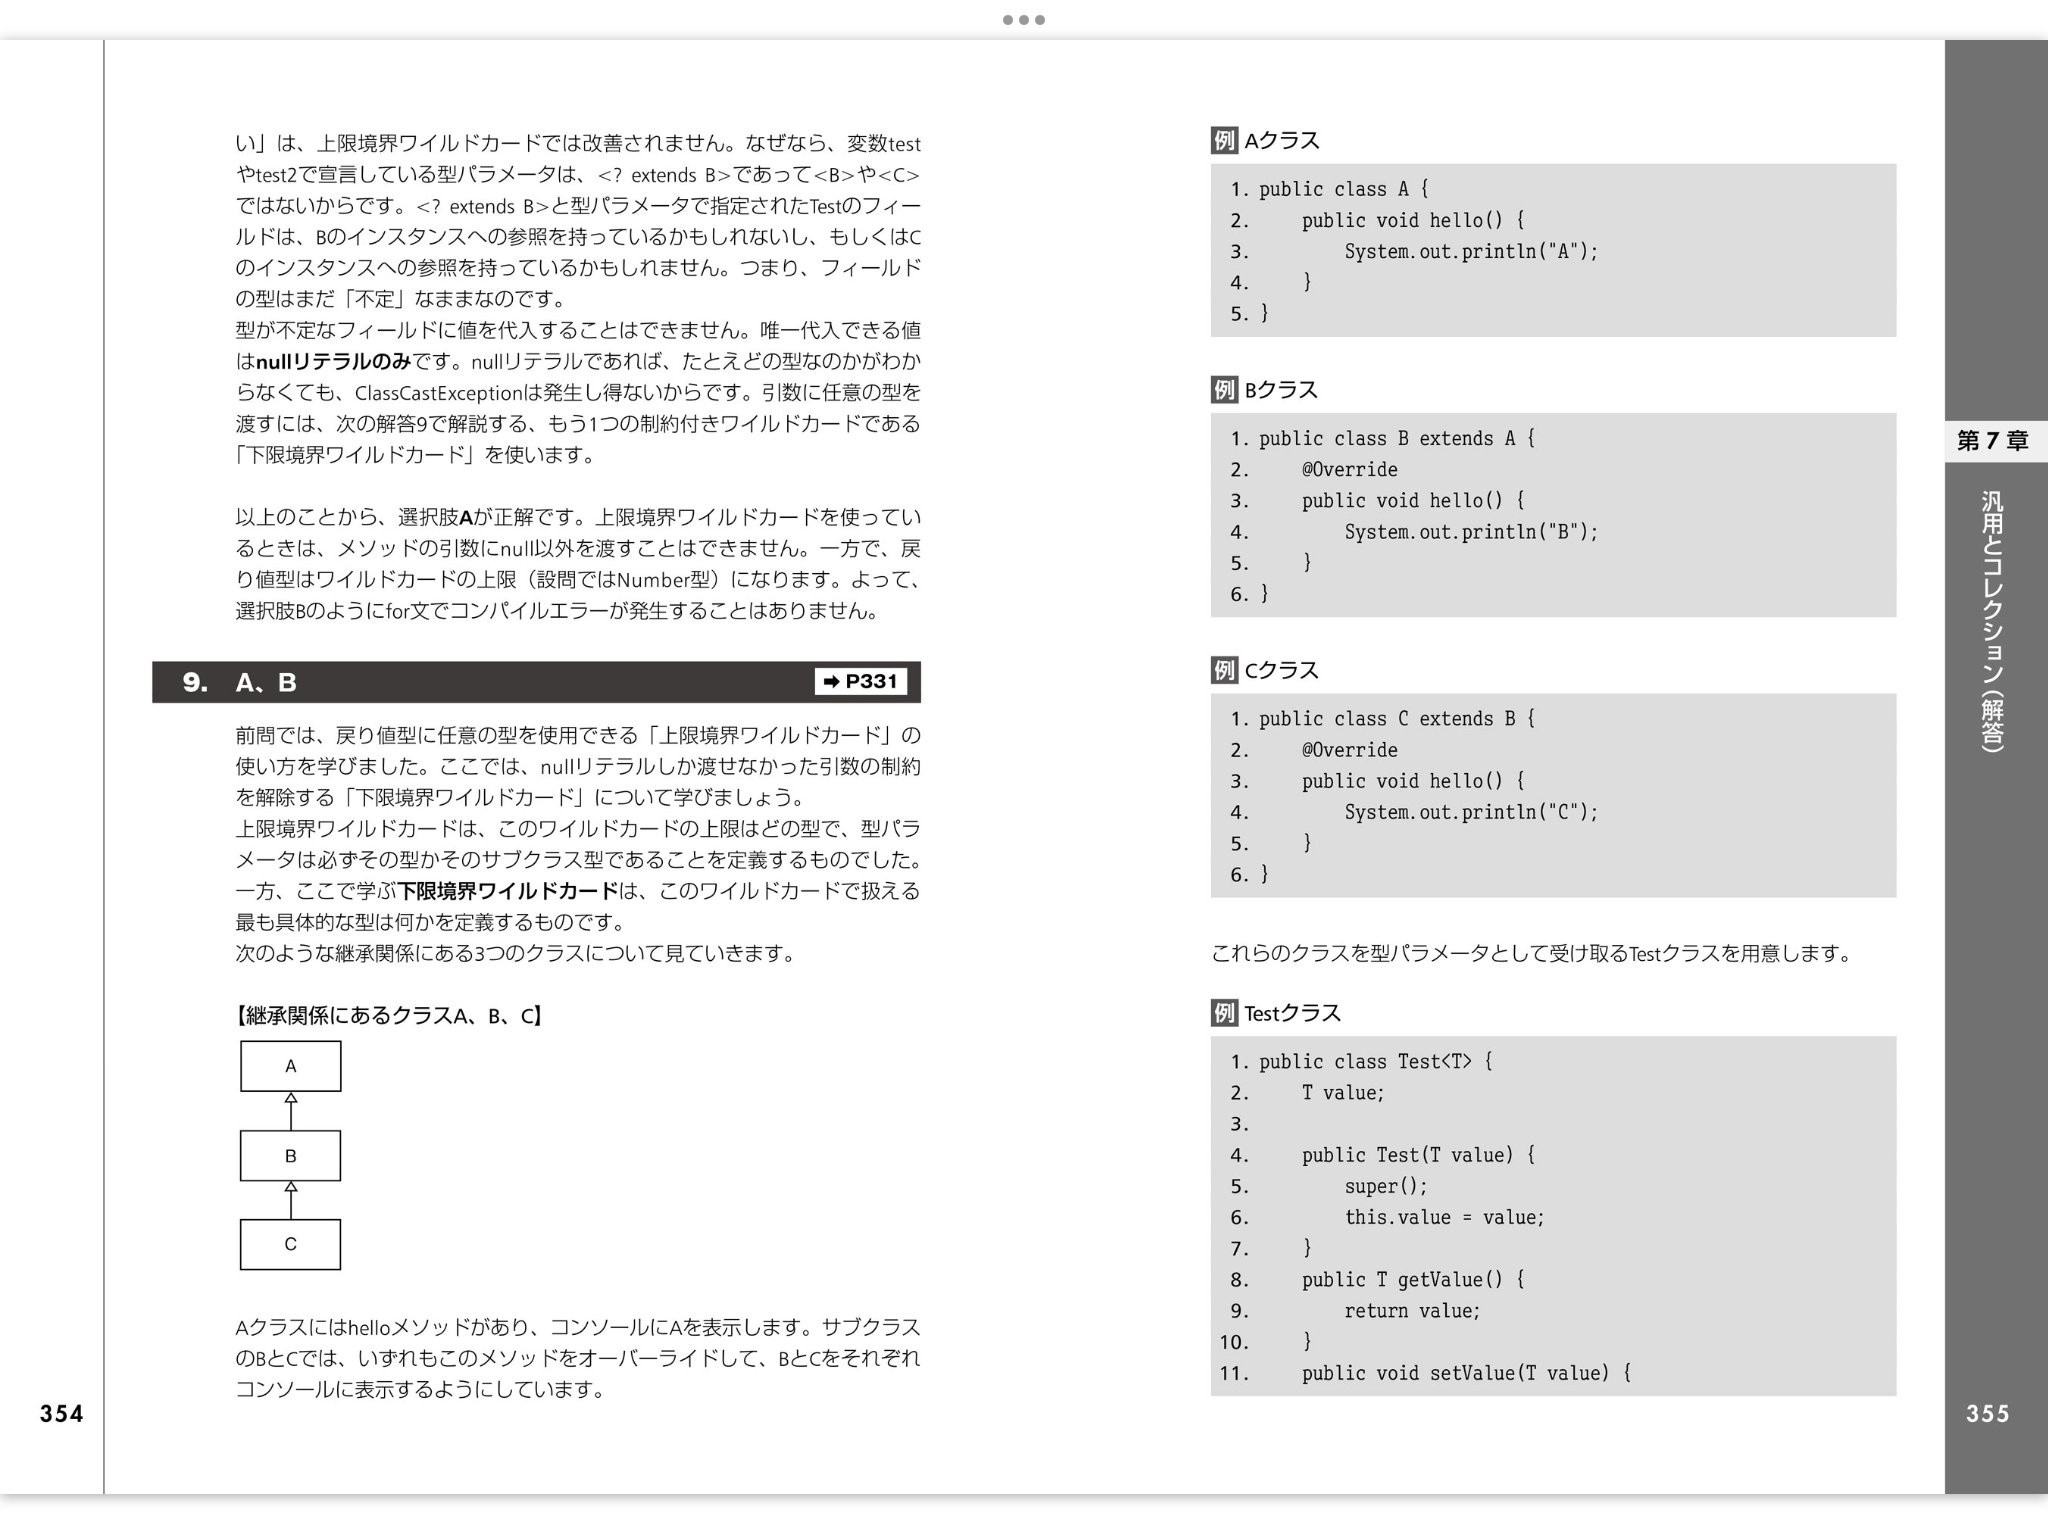 い」は、上限境界ワイルドカードでは改善されません。なぜなら、変数test
やtest2で宣言している型パラメータは、<? extends B>であって<B>や<C>
ではないからです。<? extends B>と型パラメータで指定されたTestのフィー
ルドは、Bのインスタンスへの参照を持っているかもしれないし、もしくはC
のインスタンスへの参照を持っているかもしれません。つまり、フィールド
の型はまだ「不定」なままなのです。
型が不定なフィールドに値を代入することはできません。唯一代入できる値
はnullリテラルのみです。nullリテラルであれば、たとえどの型なのかがわか
らなくても、ClassCastExceptionは発生し得ないからです。引数に任意の型を
渡すには、次の解答9で解説する、もう1つの制約付きワイルドカードである
「下限境界ワイルドカード」を使います。
以上のことから、選択肢Aが正解です。上限境界ワイルドカードを使ってい
るときは、メソッドの引数にnull以外を渡すことはできません。一方で、戻
り値型はワイルドカードの上限（設問ではNumber型）になります。よって、
選択肢Bのようにfor文でコンパイルエラーが発生することはありません。
9. A、B ➡ P331
前問では、戻り値型に任意の型を使用できる「上限境界ワイルドカード」の
使い方を学びました。ここでは、nullリテラルしか渡せなかった引数の制約
を解除する「下限境界ワイルドカード」について学びましょう。
上限境界ワイルドカードは、このワイルドカードの上限はどの型で、型パラ
メータは必ずその型かそのサブクラス型であることを定義するものでした。
一方、ここで学ぶ下限境界ワイルドカードは、このワイルドカードで扱える
最も具体的な型は何かを定義するものです。
次のような継承関係にある3つのクラスについて見ていきます。
【継承関係にあるクラスA、B、C】
A
B
C
Aクラスにはhelloメソッドがあり、コンソールにAを表示します。サブクラス
のBとCでは、いずれもこのメソッドをオーバーライドして、BとCをそれぞれ
コンソールに表示するようにしています。
354
例 Aクラス
1. public class A {
2.     public void hello() {
3.         System.out.println("A");
4.     }
5. }
例 Bクラス
1. public class B extends A {
2.     @Override
3.     public void hello() {
4.         System.out.println("B");
5.     }
6. }
例 Cクラス
1. public class C extends B {
2.     @Override
3.     public void hello() {
4.         System.out.println("C");
5.     }
6. }
これらのクラスを型パラメータとして受け取るTestクラスを用意します。
例 Testクラス
1. public class Test<T> {
2.     T value;
3.
4.     public Test(T value) {
5.         super();
6.         this.value = value;
7.     }
8.     public T getValue() {
9.         return value;
10.     }
11.     public void setValue(T value) {
第7章
汎用とコレクション（解答）
355